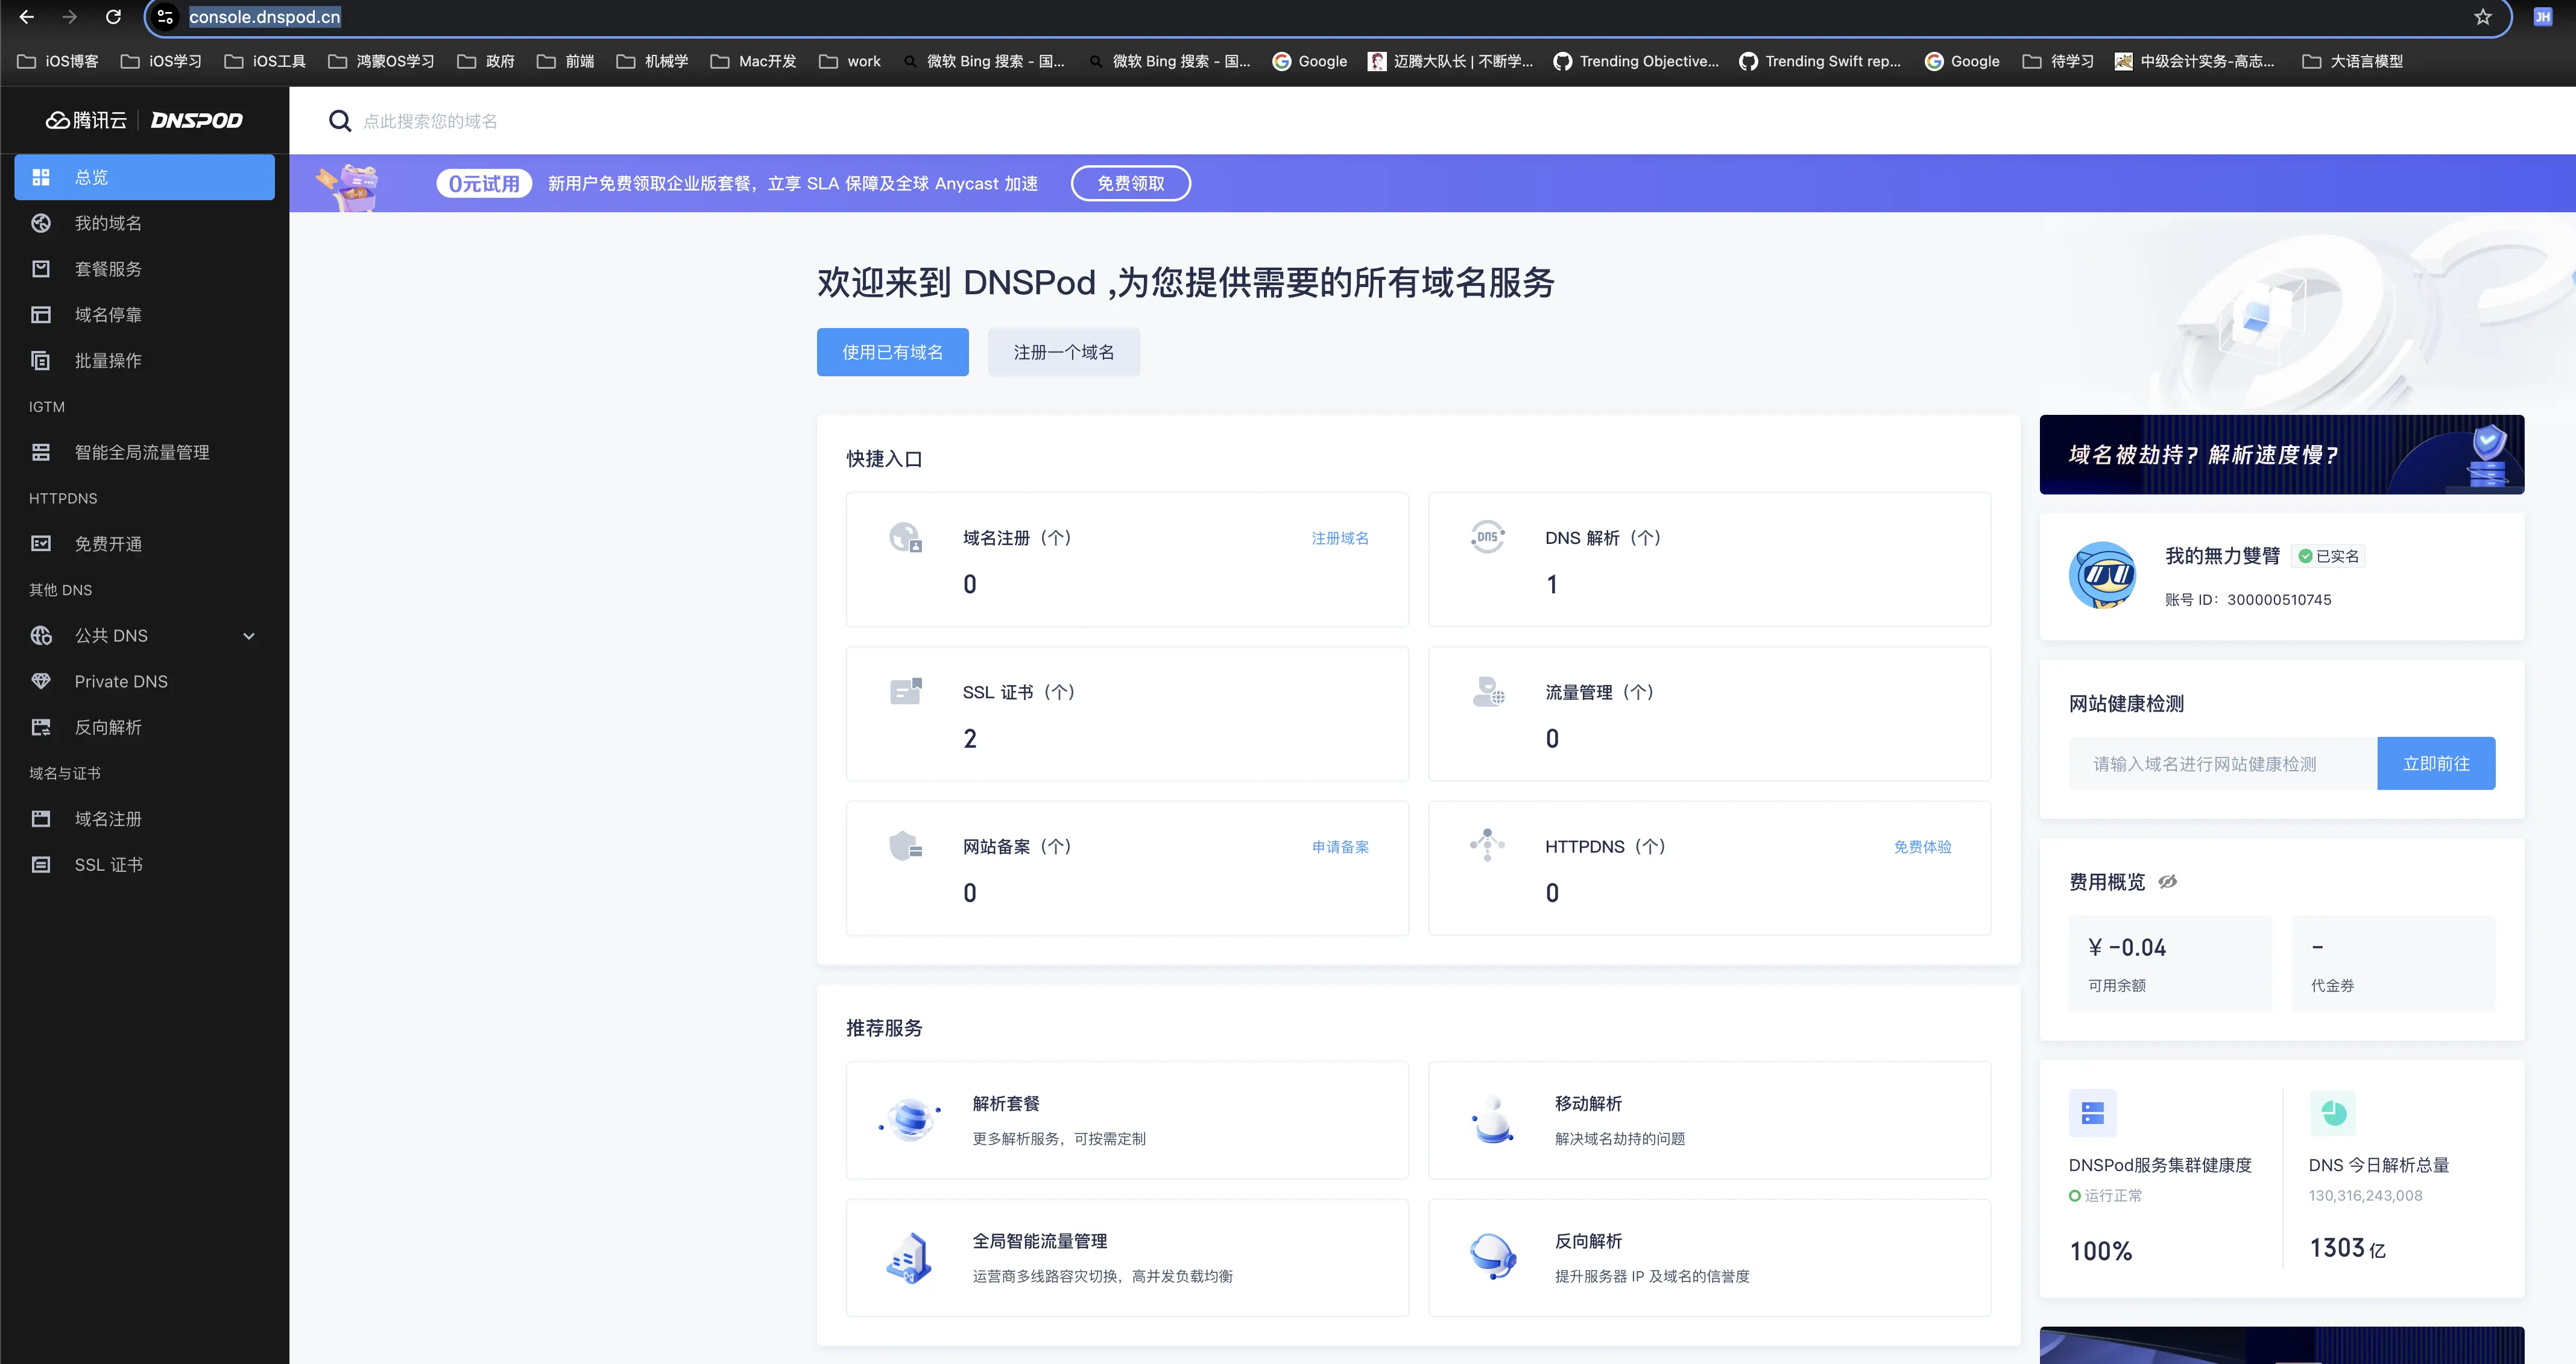 console.dnspod.cn
JH
iOS博客
iOS学习
iOS工具
鸿蒙OS学习
政府
前端
机械学
Mac开发
work
微软 Bing 搜索 - 国...
微软 Bing 搜索 - 国...
Google
迈腾大队长 | 不断学...
Trending Objective...
Trending Swift rep...
Google
待学习
中级会计实务-高志...
大语言模型
腾讯云 | DNSPOD
点此搜索您的域名
总览
我的域名
套餐服务
域名停靠
批量操作
IGTM
智能全局流量管理
HTTPDNS
免费开通
其他 DNS
公共 DNS
Private DNS
反向解析
域名与证书
域名注册
SSL 证书
0元试用 新用户免费领取企业版套餐，立享 SLA 保障及全球 Anycast 加速 免费领取
欢迎来到 DNSPod ,为您提供需要的所有域名服务
使用已有域名
注册一个域名
快捷入口
域名注册（个）
注册域名
0
DNS 解析（个）
1
SSL 证书（个）
2
流量管理（个）
0
网站备案（个）
申请备案
0
HTTPDNS（个）
免费体验
0
推荐服务
解析套餐
更多解析服务，可按需定制
移动解析
解决域名劫持的问题
全局智能流量管理
运营商多线路容灾切换，高并发负载均衡
反向解析
提升服务器 IP 及域名的信誉度
域名被劫持？解析速度慢？
我的無力雙臂
已实名
账号 ID：300000510745
网站健康检测
请输入域名进行网站健康检测
立即前往
费用概览
¥ -0.04
可用余额
-
代金券
DNSPod服务集群健康度
运行正常
100%
DNS 今日解析总量
130,316,243,008
1303 亿